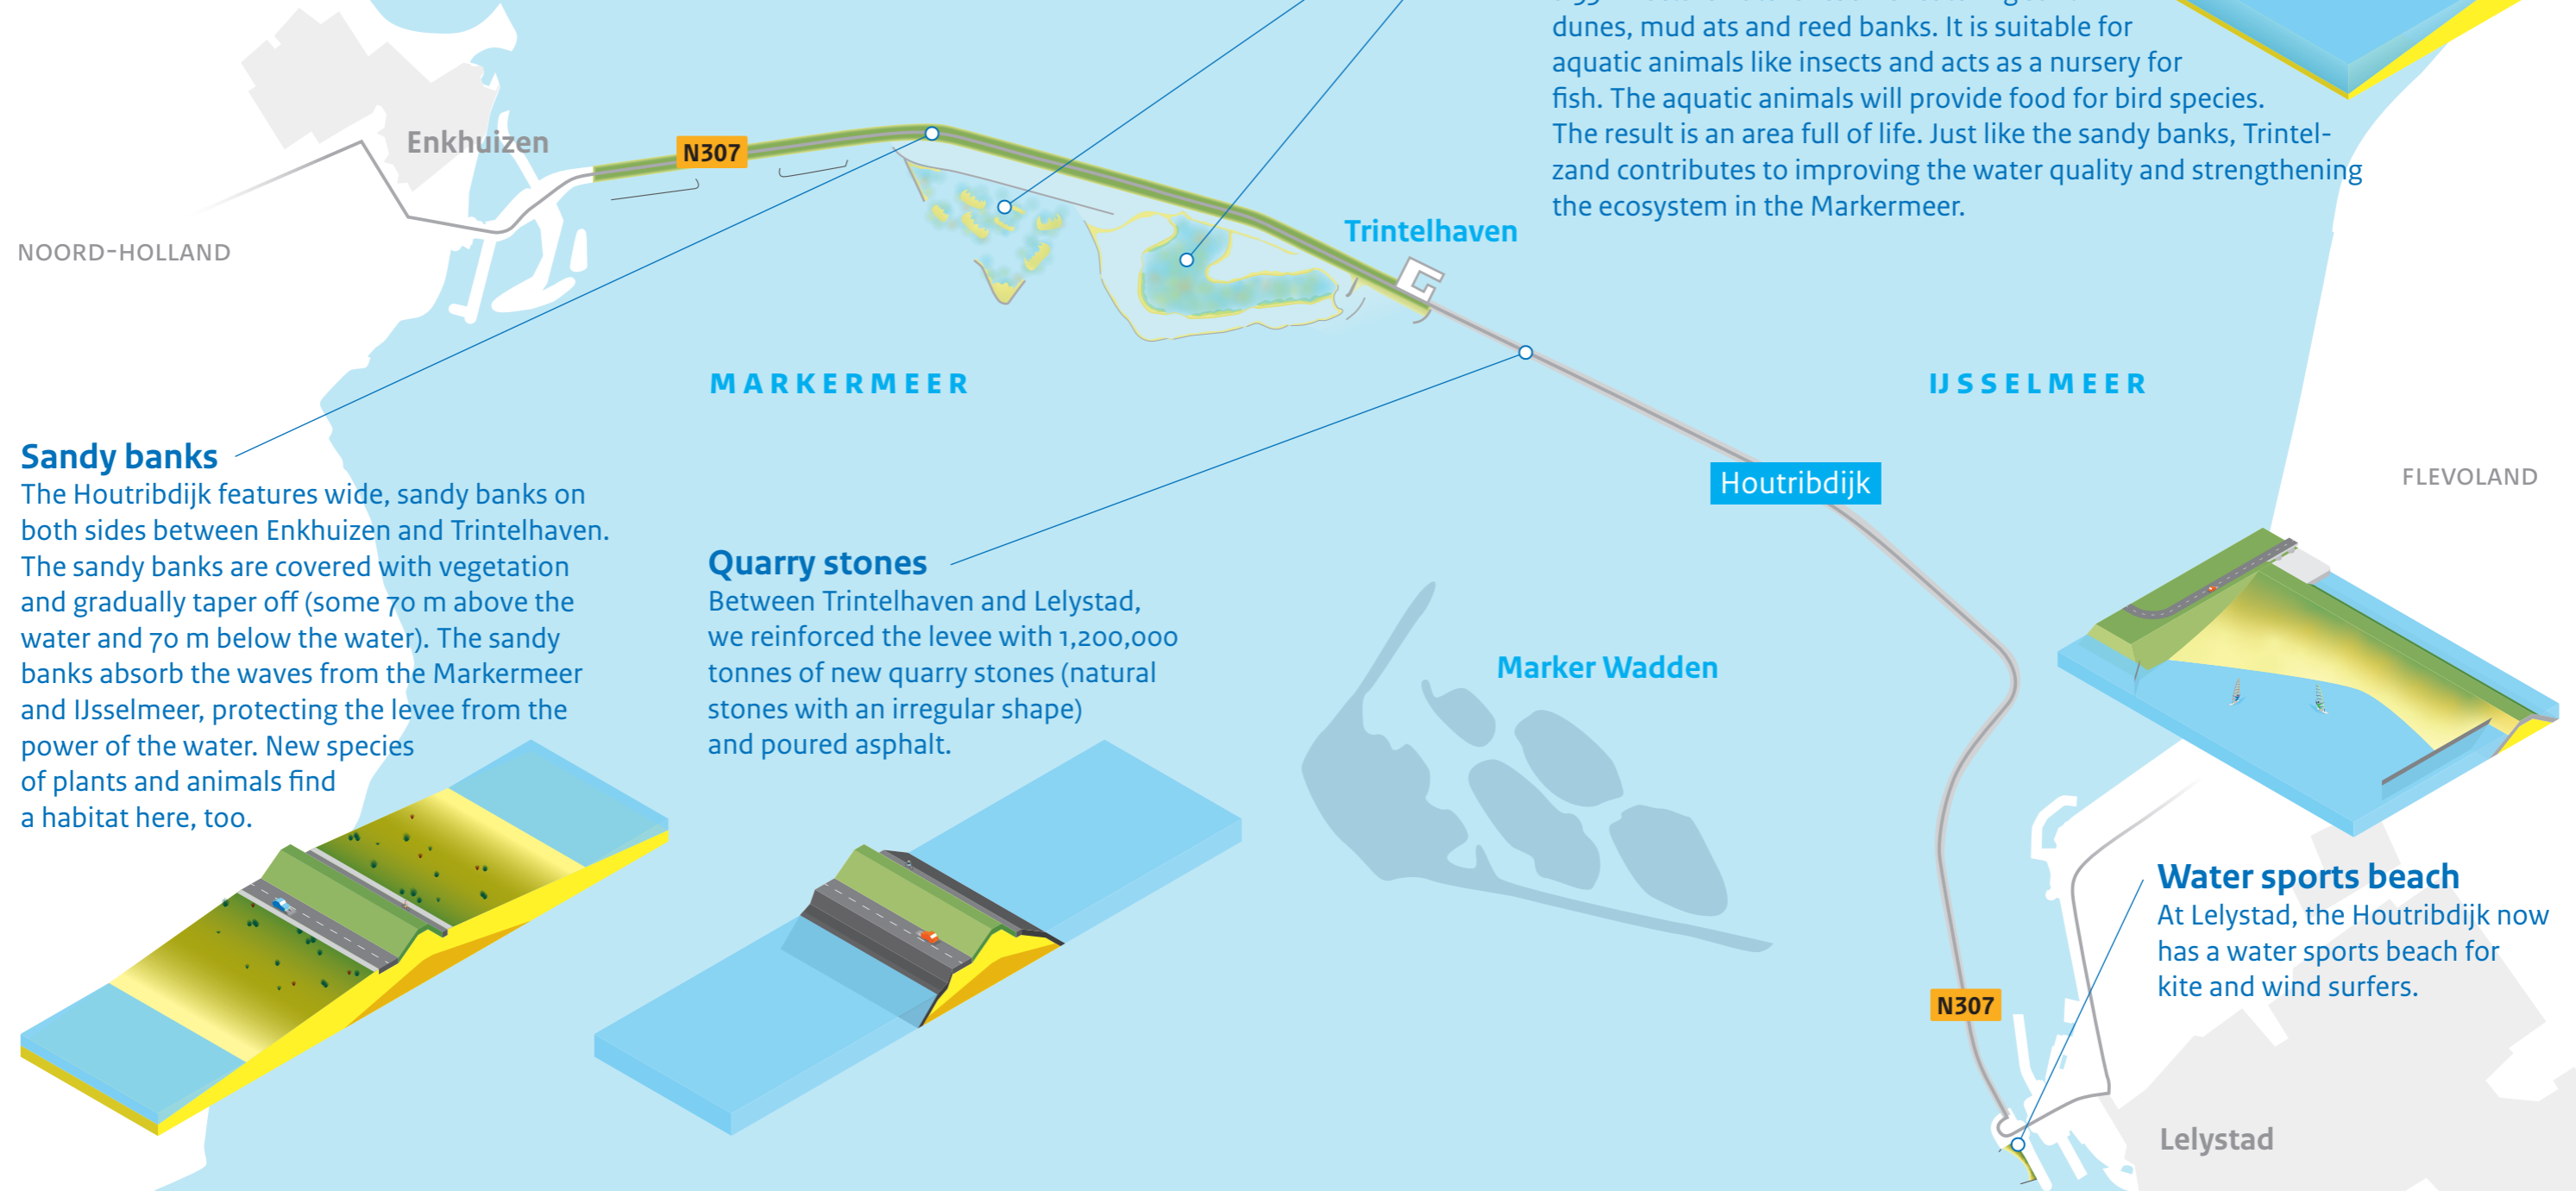 dunes, mud ats and reed banks. It is suitable for
aquatic animals like insects and acts as a nursery for
fish. The aquatic animals will provide food for bird species.
The result is an area full of life. Just like the sandy banks, Trintel-
zand contributes to improving the water quality and strengthening
the ecosystem in the Markermeer.
Enkhuizen
N307
NOORD-HOLLAND
Trintelhaven
MARKERMEER
IJSSELMEER
Sandy banks
The Houtribdijk features wide, sandy banks on
both sides between Enkhuizen and Trintelhaven.
The sandy banks are covered with vegetation
and gradually taper off (some 70 m above the
water and 70 m below the water). The sandy
banks absorb the waves from the Markermeer
and IJsselmeer, protecting the levee from the
power of the water. New species
of plants and animals find
a habitat here, too.
Houtribdijk
FLEVOLAND
Quarry stones
Between Trintelhaven and Lelystad,
we reinforced the levee with 1,200,000
tonnes of new quarry stones (natural
stones with an irregular shape)
and poured asphalt.
Marker Wadden
Water sports beach
At Lelystad, the Houtribdijk now
has a water sports beach for
kite and wind surfers.
N307
Lelystad